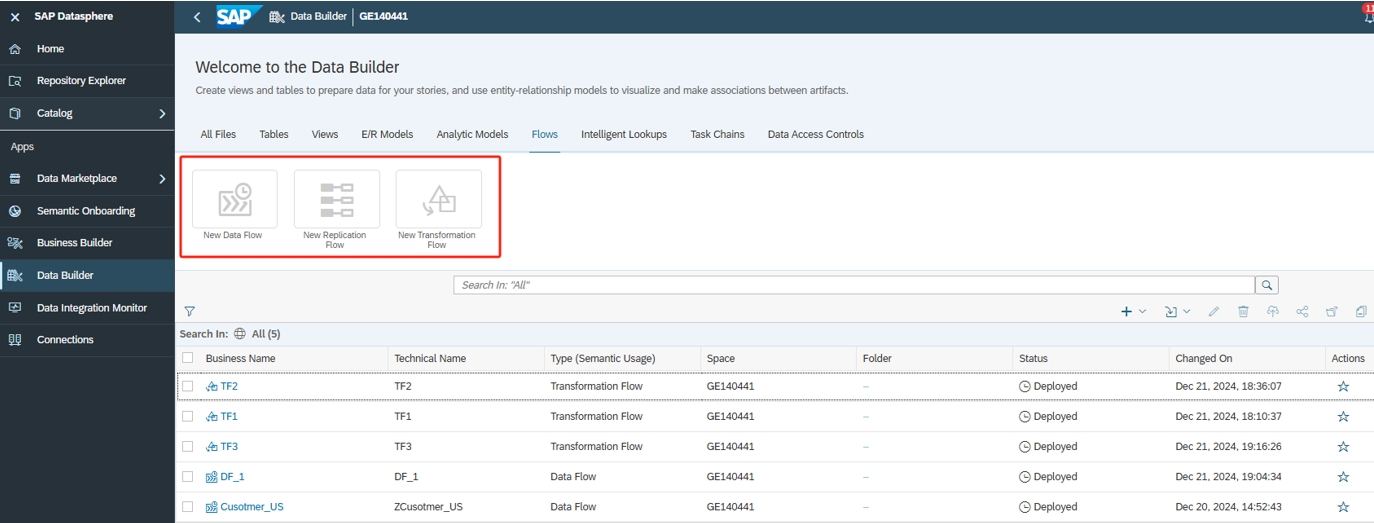 SAP Datasphere
SAP Data Builder GE140441
11
Home
Repository Explorer
Catalog
Apps
Data Marketplace
Semantic Onboarding
Business Builder
Data Builder
Data Integration Monitor
Connections
Welcome to the Data Builder
Create views and tables to prepare data for your stories, and use entity-relationship models to visualize and make associations between artifacts.
All Files Tables Views E/R Models Analytic Models Flows Intelligent Lookups Task Chains Data Access Controls
New Data Flow
New Replication
Flow
New Transformation
Flow
Search In: "All"
Search In: All (5)
Business Name Technical Name Type (Semantic Usage) Space Folder Status Changed On Actions
TF2 TF2 Transformation Flow GE140441 – Deployed Dec 21, 2024, 18:36:07
TF1 TF1 Transformation Flow GE140441 – Deployed Dec 21, 2024, 18:10:37
TF3 TF3 Transformation Flow GE140441 – Deployed Dec 21, 2024, 19:16:26
DF_1 DF_1 Data Flow GE140441 – Deployed Dec 21, 2024, 19:04:34
Cusotmer_US ZCusotmer_US Data Flow GE140441 – Deployed Dec 20, 2024, 14:52:43